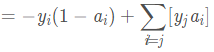 = −y_i(1 − a_i) + ∑_{i≠j}[y_j a_i]